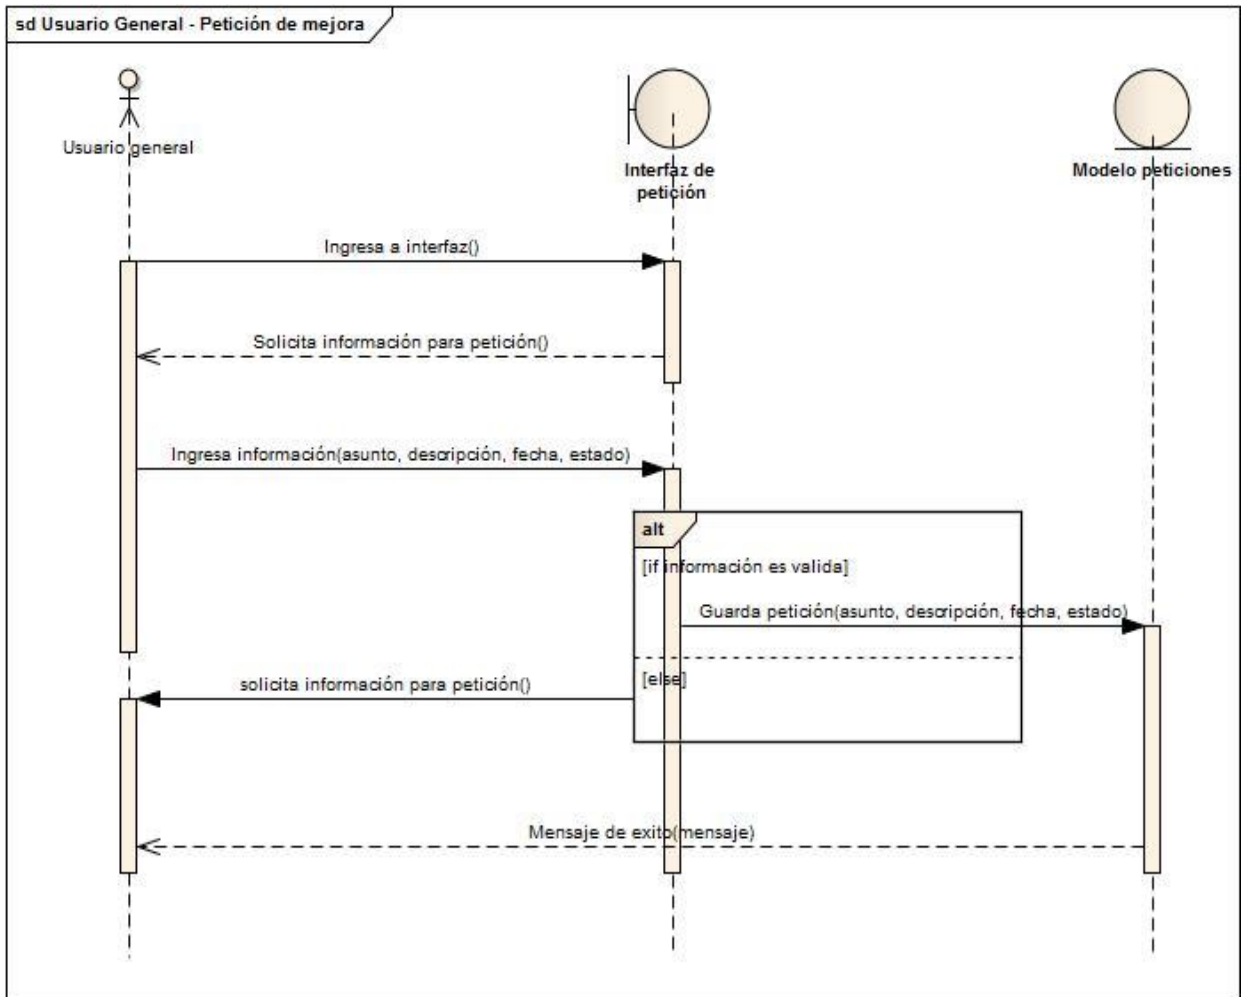 sd Usuario General - Petición de mejora
Usuario general
Interfaz de
petición
Modelo peticiones
Ingresa a interfaz()
Solicita información para petición()
Ingresa información(asunto, descripción, fecha, estado)
alt
[if información es valida]
Guarda petición(asunto, descripción, fecha, estado)
[else]
solicita información para petición()
Mensaje de exito(mensaje)